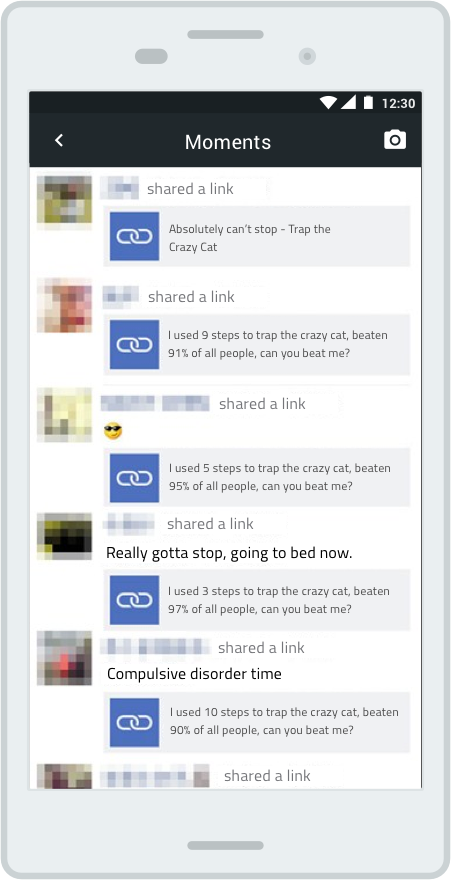 12:30
Moments
shared a link
Absolutely can't stop - Trap the
Crazy Cat
shared a link
I used 9 steps to trap the crazy cat, beaten
91% of all people, can you beat me?
shared a link
I used 5 steps to trap the crazy cat, beaten
95% of all people, can you beat me?
shared a link
Really gotta stop, going to bed now.
I used 3 steps to trap the crazy cat, beaten
97% of all people, can you beat me?
shared a link
Compulsive disorder time
I used 10 steps to trap the crazy cat, beaten
90% of all people, can you beat me?
shared a link